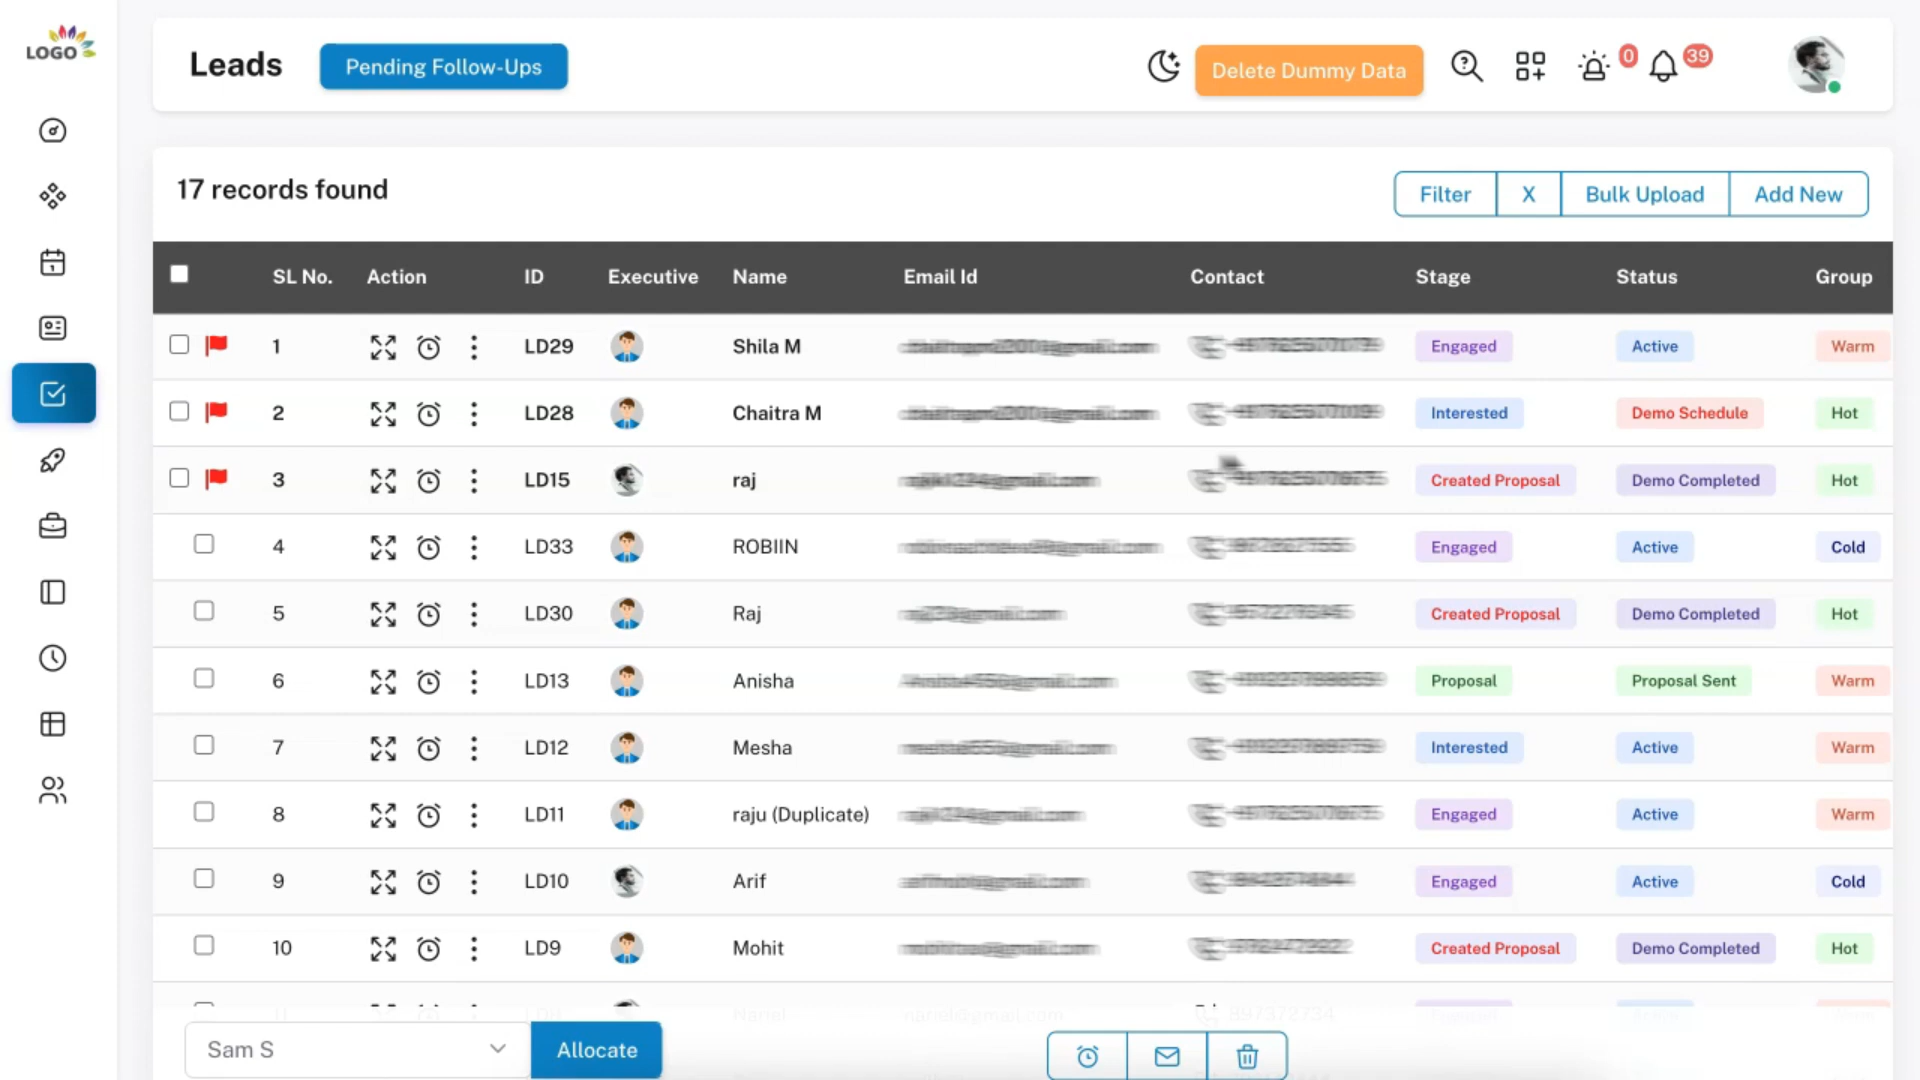 LOGO
Leads
Pending Follow-Ups
Delete Dummy Data
0
39
17 records found
Filter X Bulk Upload Add New
SL No. Action ID Executive Name Email Id Contact Stage Status Group
1 LD29 Shila M Engaged Active Warm
2 LD28 Chaitra M Interested Demo Schedule Hot
3 LD15 raj Created Proposal Demo Completed Hot
4 LD33 ROBIIN Engaged Active Cold
5 LD30 Raj Created Proposal Demo Completed Hot
6 LD13 Anisha Proposal Proposal Sent Warm
7 LD12 Mesha Interested Active Warm
8 LD11 raju (Duplicate) Engaged Active Warm
9 LD10 Arif Engaged Active Cold
10 LD9 Mohit Created Proposal Demo Completed Hot
897372734
Sam S Allocate